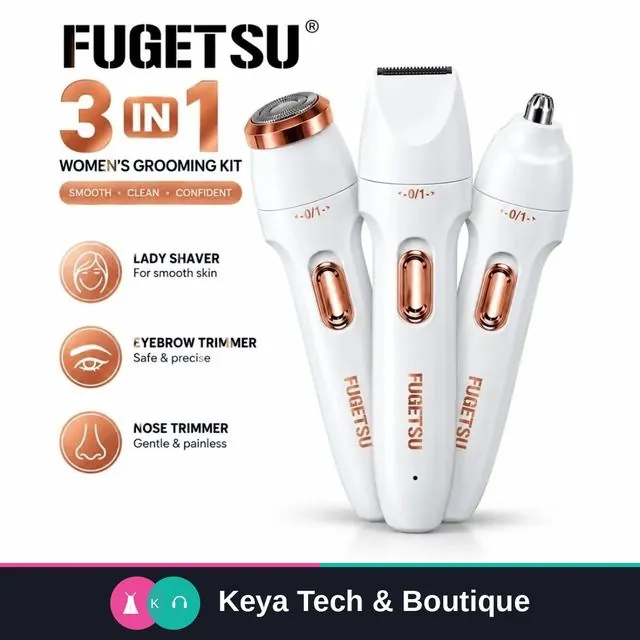 FUGETSU®
3 IN 1
WOMEN'S GROOMING KIT
SMOOTH • CLEAN • CONFIDENT
LADY SHAVER
For smooth skin
EYEBROW TRIMMER
Safe & precise
NOSE TRIMMER
Gentle & painless
-0/1-
-0/1-
-0/1-
FUGETSU
FUGETSU
FUGETSU
K
Keya Tech & Boutique